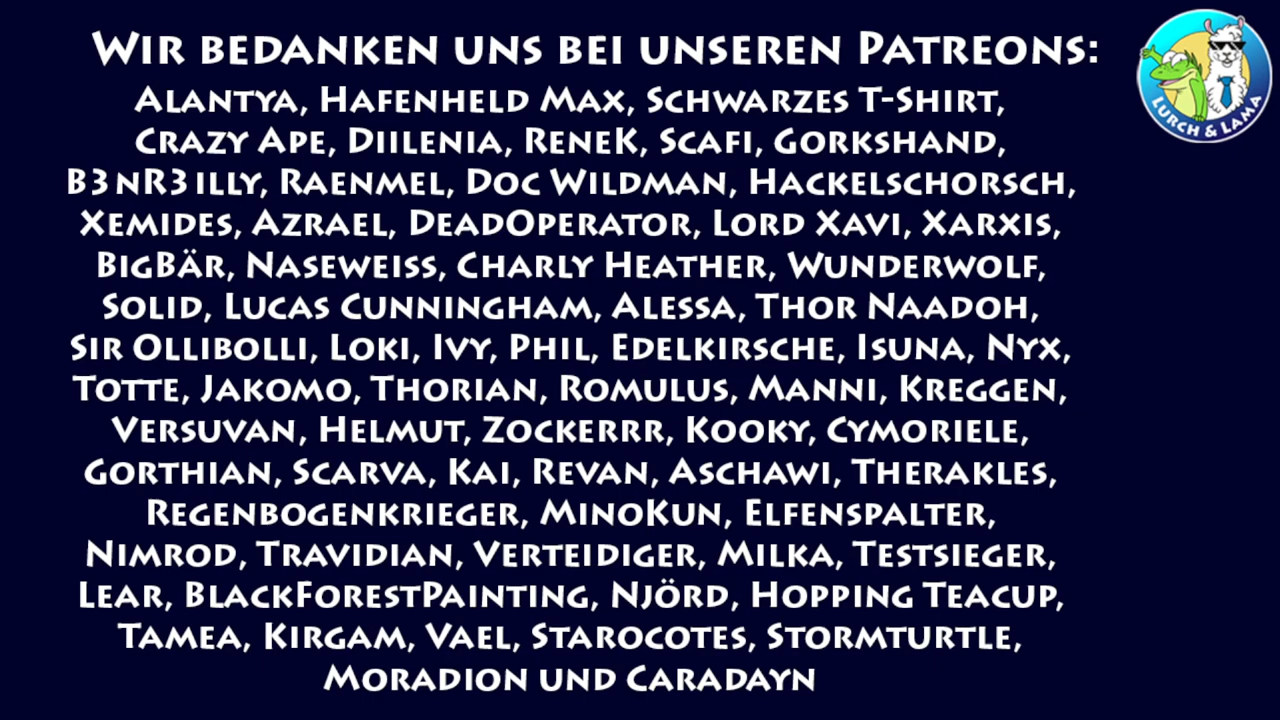 Wir bedanken uns bei unseren Patreons:
Alantya, Hafenheld Max, Schwarzes T-Shirt,
Crazy Ape, Diilenia, ReneK, Scafi, Gorkshand,
B3nR3illy, Raenmel, Doc Wildman, Hackelschorsch,
Xemides, Azrael, DeadOperator, Lord Xavi, Xarxis,
BigBär, Naseweiss, Charly Heather, Wunderwolf,
Solid, Lucas Cunningham, Alessa, Thor Naadoh,
Sir Ollibolli, Loki, Ivy, Phil, Edelkirsche, Isuna, Nyx,
Totte, Jakomo, Thorian, Romulus, Manni, Kreggen,
Versuvan, Helmut, Zockerrr, Kooky, Cymoriele,
Gorthian, Scarva, Kai, Revan, Aschawi, Therakles,
Regenbogenkrieger, MinoKun, Elfenspalter,
Nimrod, Travidian, Verteidiger, Milka, Testsieger,
Lear, BlackForestPainting, Njörd, Hopping Teacup,
Tamea, Kirgam, Vael, Starocotes, Stormturtle,
Moradion und Caradayn
LURCH & LAMA